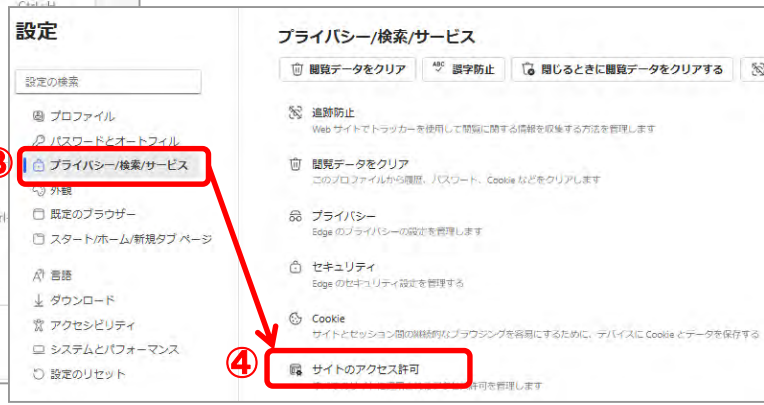 Ctrl+H
設定
設定の検索
プロファイル
パスワードとオートフィル
③
プライバシー/検索/サービス
外観
既定のブラウザー
スタート/ホーム/新規タブ ページ
言語
ダウンロード
アクセシビリティ
システムとパフォーマンス
設定のリセット
プライバシー/検索/サービス
閲覧データをクリア
ABC 誤字防止
閉じるときに閲覧データをクリアする
追跡防止
Web サイトでトラッカーを使用して閲覧に関する情報を収集する方法を管理します
閲覧データをクリア
このプロファイルから履歴、パスワード、Cookie などをクリアします
プライバシー
Edge のプライバシーの設定を管理します
セキュリティ
Edge のセキュリティ設定を管理する
Cookie
サイトとセッション間の継続的なブラウジングを容易にするために、デバイスに Cookie とデータを保存する
④
サイトのアクセス許可
許可を管理します